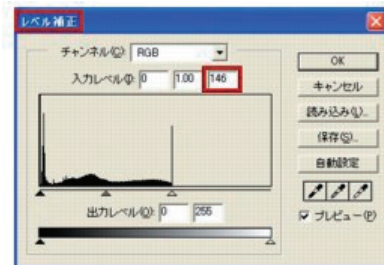 レベル補正
チャンネル(C): RGB
入力レベル(I): 0 1.00 146
出力レベル(O): 0 255
OK
キャンセル
読み込み(L)...
保存(S)...
自動設定
プレビュー(P)